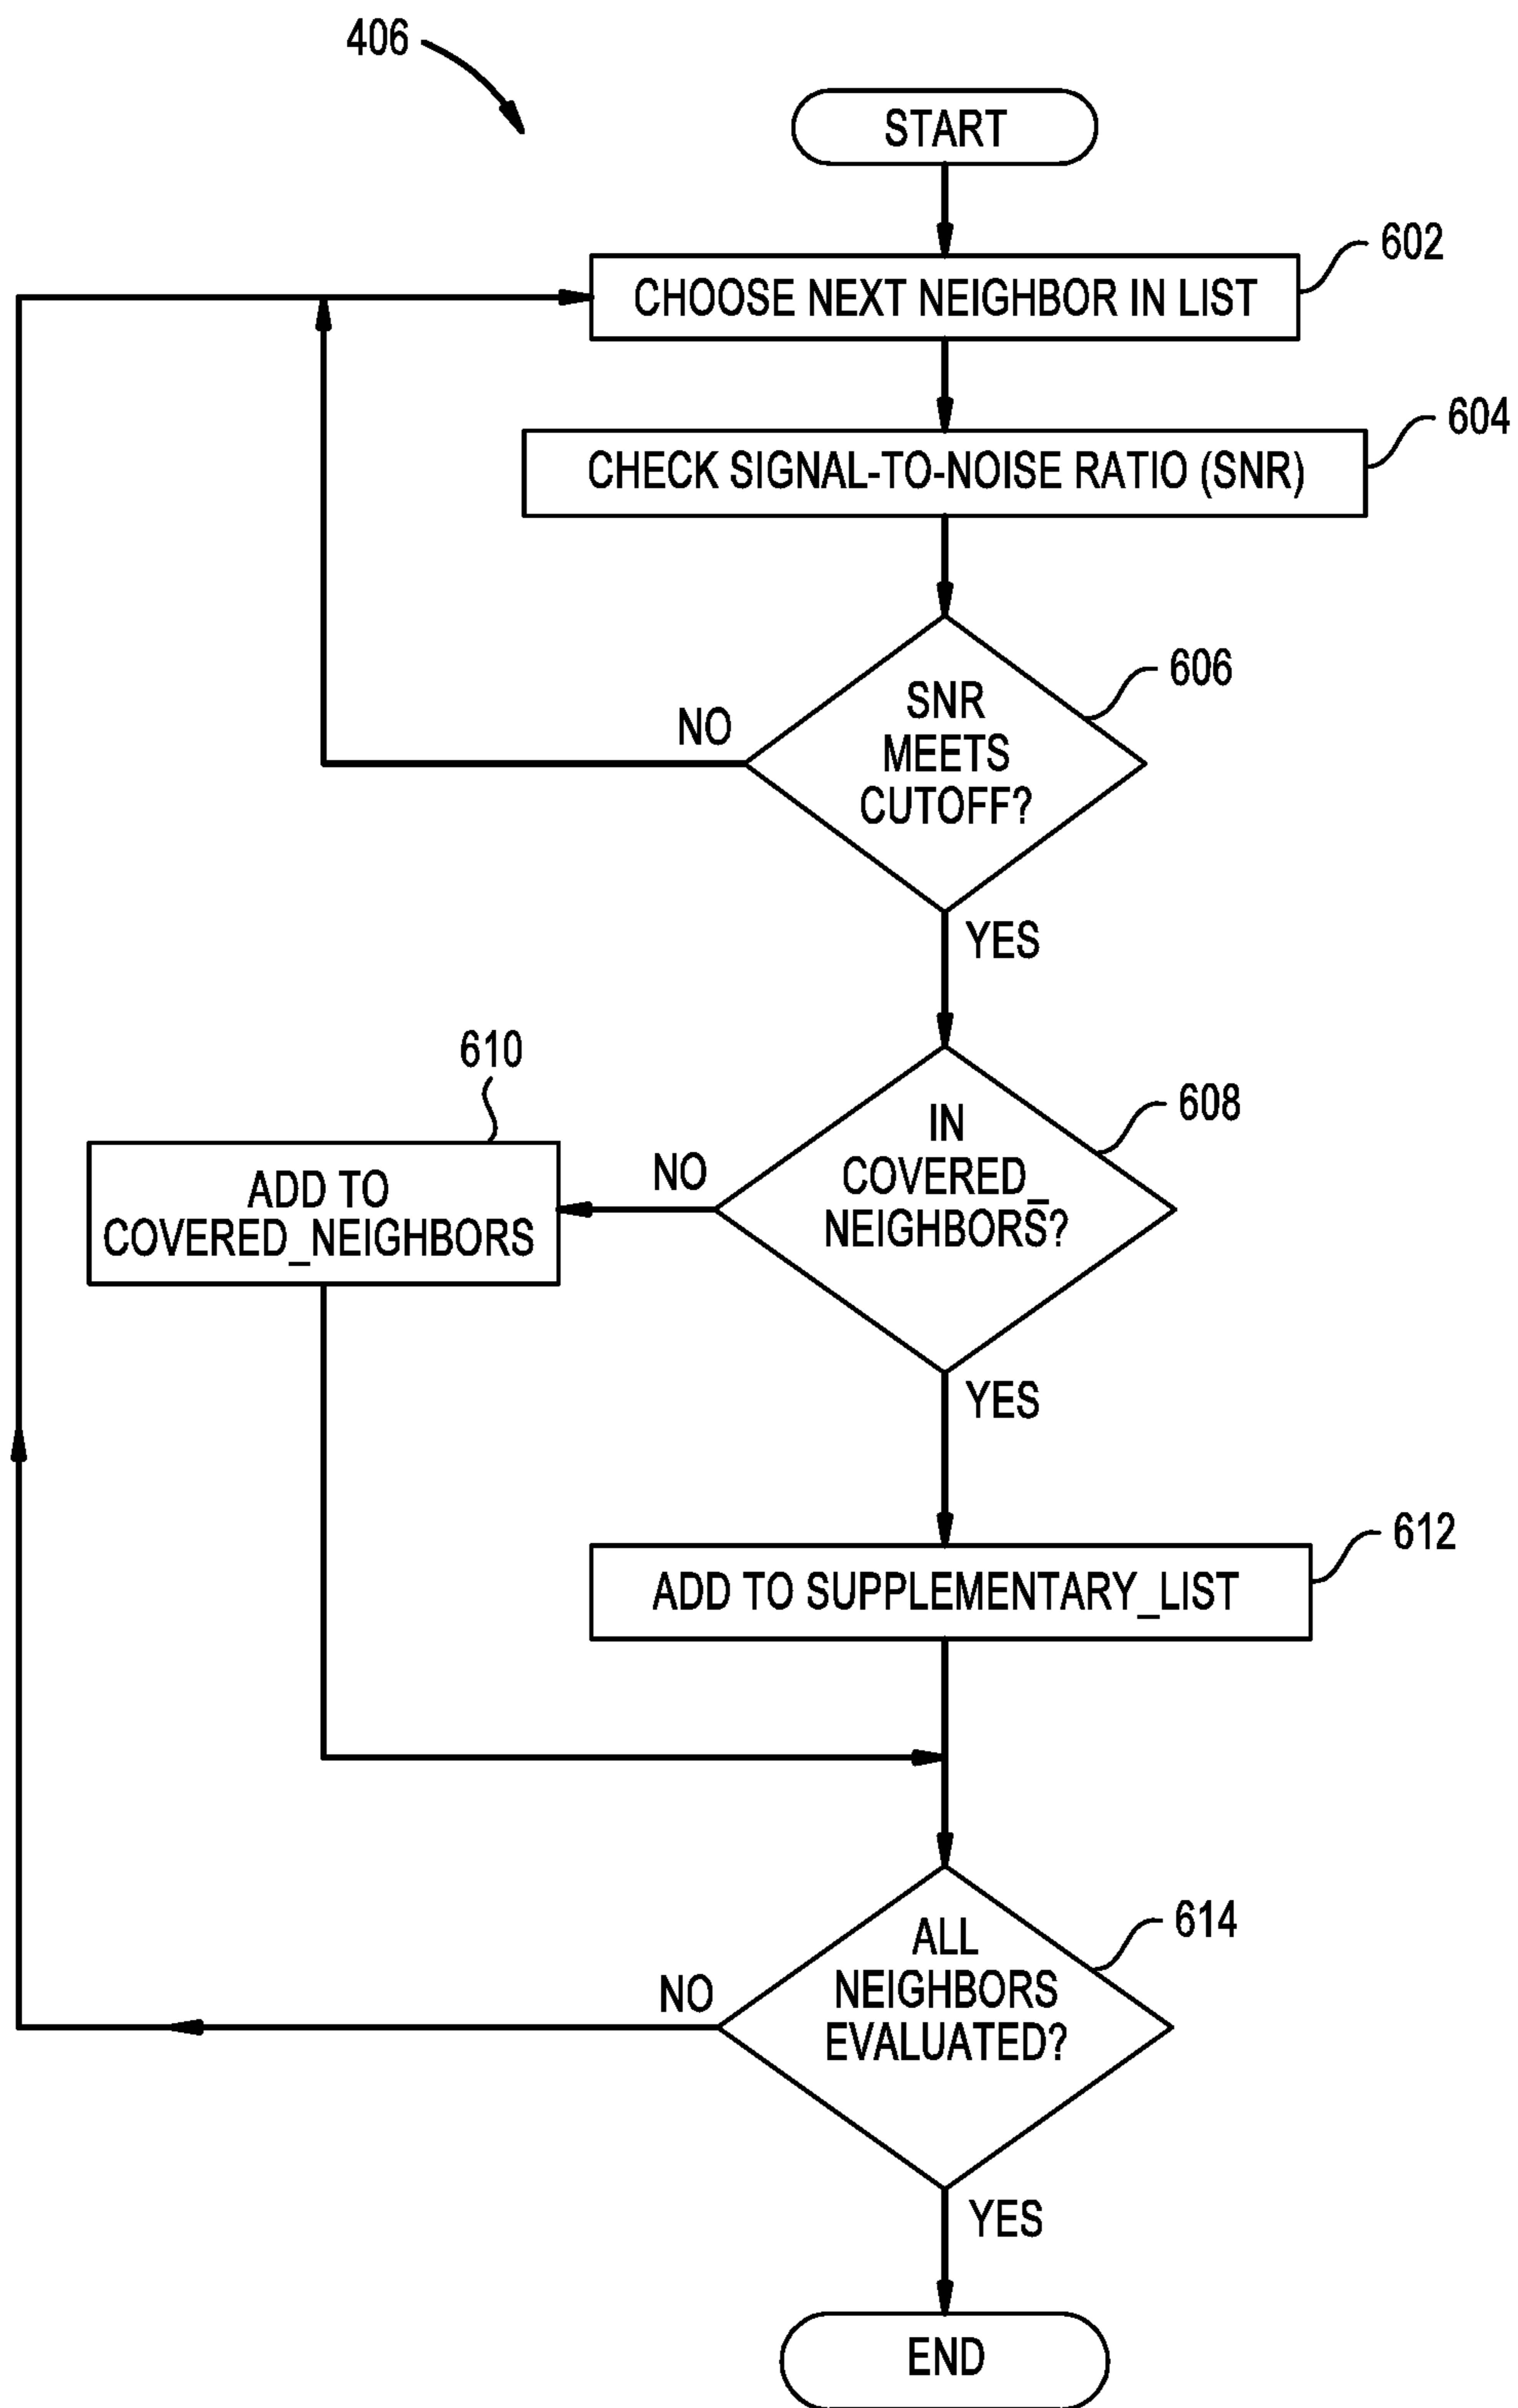 406
START
602
CHOOSE NEXT NEIGHBOR IN LIST
604
CHECK SIGNAL-TO-NOISE RATIO (SNR)
606
SNR
MEETS
CUTOFF?
NO
YES
608
IN
COVERED_
NEIGHBORS?
NO
610
ADD TO
COVERED_NEIGHBORS
YES
612
ADD TO SUPPLEMENTARY_LIST
614
ALL
NEIGHBORS
EVALUATED?
NO
YES
END